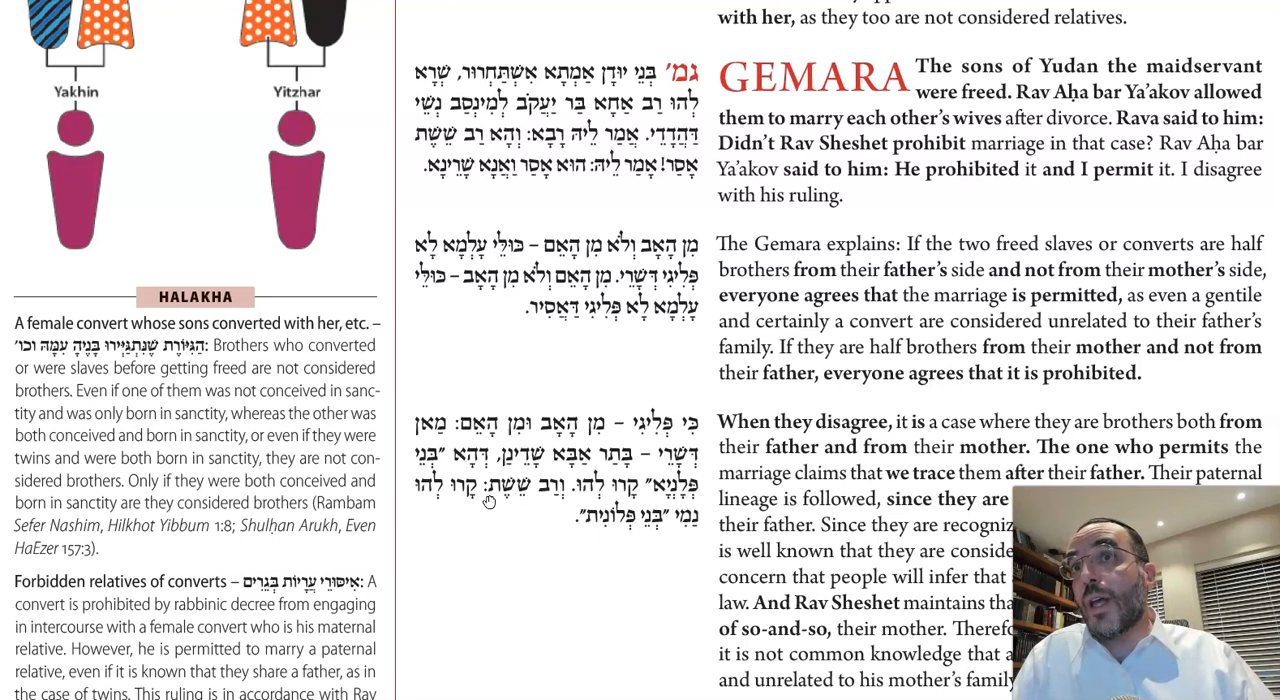 Yakhin
Yitzhar
HALAKHA
A female convert whose sons converted with her, etc. –
הַגִּיּוֹרֶת שֶׁנִּתְגַּיְּירוּ בָּנֶיהָ עִמָּהּ וכו׳: Brothers who converted
or were slaves before getting freed are not considered
brothers. Even if one of them was not conceived in sanc-
tity and was only born in sanctity, whereas the other was
both conceived and born in sanctity, or even if they were
twins and were both born in sanctity, they are not con-
sidered brothers. Only if they were both conceived and
born in sanctity are they considered brothers (Rambam
Sefer Nashim, Hilkhot Yibbum 1:8; Shulḥan Arukh, Even
HaEzer 157:3).
Forbidden relatives of converts – אִיסּוּרֵי עֲרָיוֹת בְּגֵרִים: A
convert is prohibited by rabbinic decree from engaging
in intercourse with a female convert who is his maternal
relative. However, he is permitted to marry a paternal
relative, even if it is known that they share a father, as in
the case of twins. This ruling is in accordance with Rav
גמ׳ בְּנֵי יוּדָן אַמְתָא אִשְׁתַּחְרוּר, שְׁרָא
לְהוּ רַב אַחָא בַּר יַעֲקֹב לְמִינְסַב נְשֵׁי
דַּהֲדָדֵי. אֲמַר לֵיהּ רָבָא: וְהָא רַב שֵׁשֶׁת
אָסַר! אֲמַר לֵיהּ: הוּא אָסַר וַאֲנָא שָׁרֵינָא.
מִן הָאָב וְלֹא מִן הָאֵם – כּוּלֵּי עָלְמָא לָא
פְּלִיגִי דְּשָׁרֵי. מִן הָאֵם וְלֹא מִן הָאָב – כּוּלֵּי
עָלְמָא לָא פְּלִיגִי דַּאֲסִיר.
כִּי פְּלִיגִי – מִן הָאָב וּמִן הָאֵם: מַאן
דְּשָׁרֵי – בָּתַר אַבָּא שָׁדֵינַן, דְּהָא ״בְּנֵי
פְּלָנְיָא״ קָרוּ לְהוּ. וְרַב שֵׁשֶׁת: קָרוּ לְהוּ
נַמִי ״בְּנֵי פְּלוֹנִית״.
with her, as they too are not considered relatives.
GEMARA The sons of Yudan the maidservant
were freed. Rav Aḥa bar Ya'akov allowed
them to marry each other's wives after divorce. Rava said to him:
Didn't Rav Sheshet prohibit marriage in that case? Rav Aḥa bar
Ya'akov said to him: He prohibited it and I permit it. I disagree
with his ruling.
The Gemara explains: If the two freed slaves or converts are half
brothers from their father's side and not from their mother's side,
everyone agrees that the marriage is permitted, as even a gentile
and certainly a convert are considered unrelated to their father's
family. If they are half brothers from their mother and not from
their father, everyone agrees that it is prohibited.
When they disagree, it is a case where they are brothers both from
their father and from their mother. The one who permits the
marriage claims that we trace them after their father. Their paternal
lineage is followed, since they are
their father. Since they are
is well known that they are
concern that people will infer that
law. And Rav Sheshet maintains
of so-and-so, their mother.
it is not common knowledge that
and unrelated to his mother's family